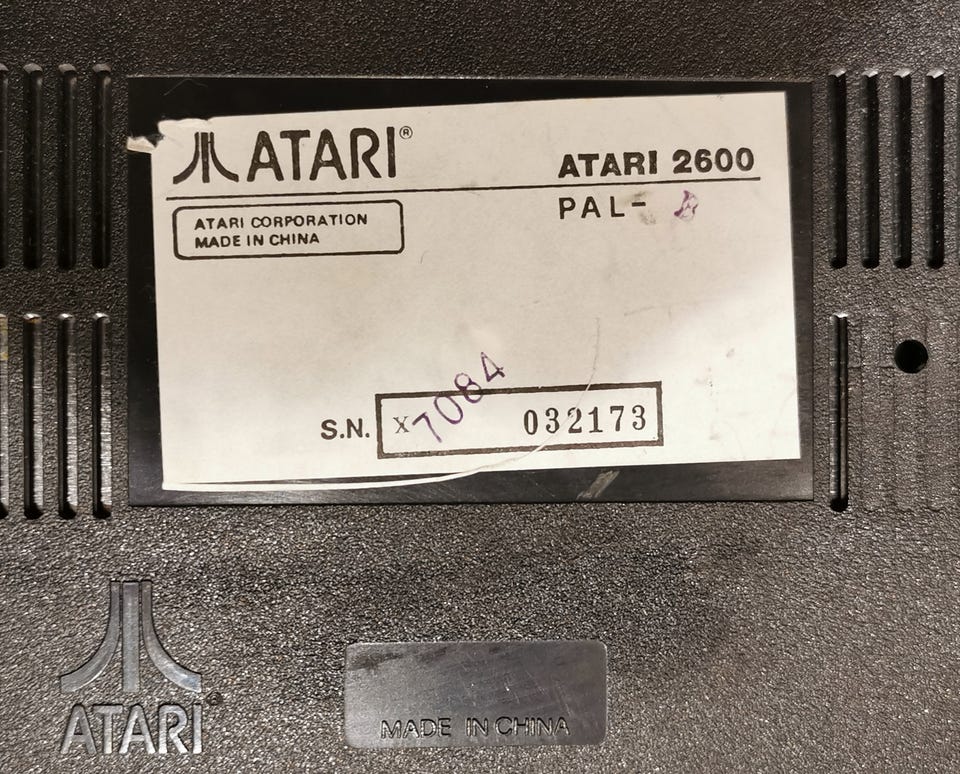 ATARI®
ATARI 2600
PAL-
ATARI CORPORATION
MADE IN CHINA
S.N. X 7084 032173
ATARI
MADE IN CHINA